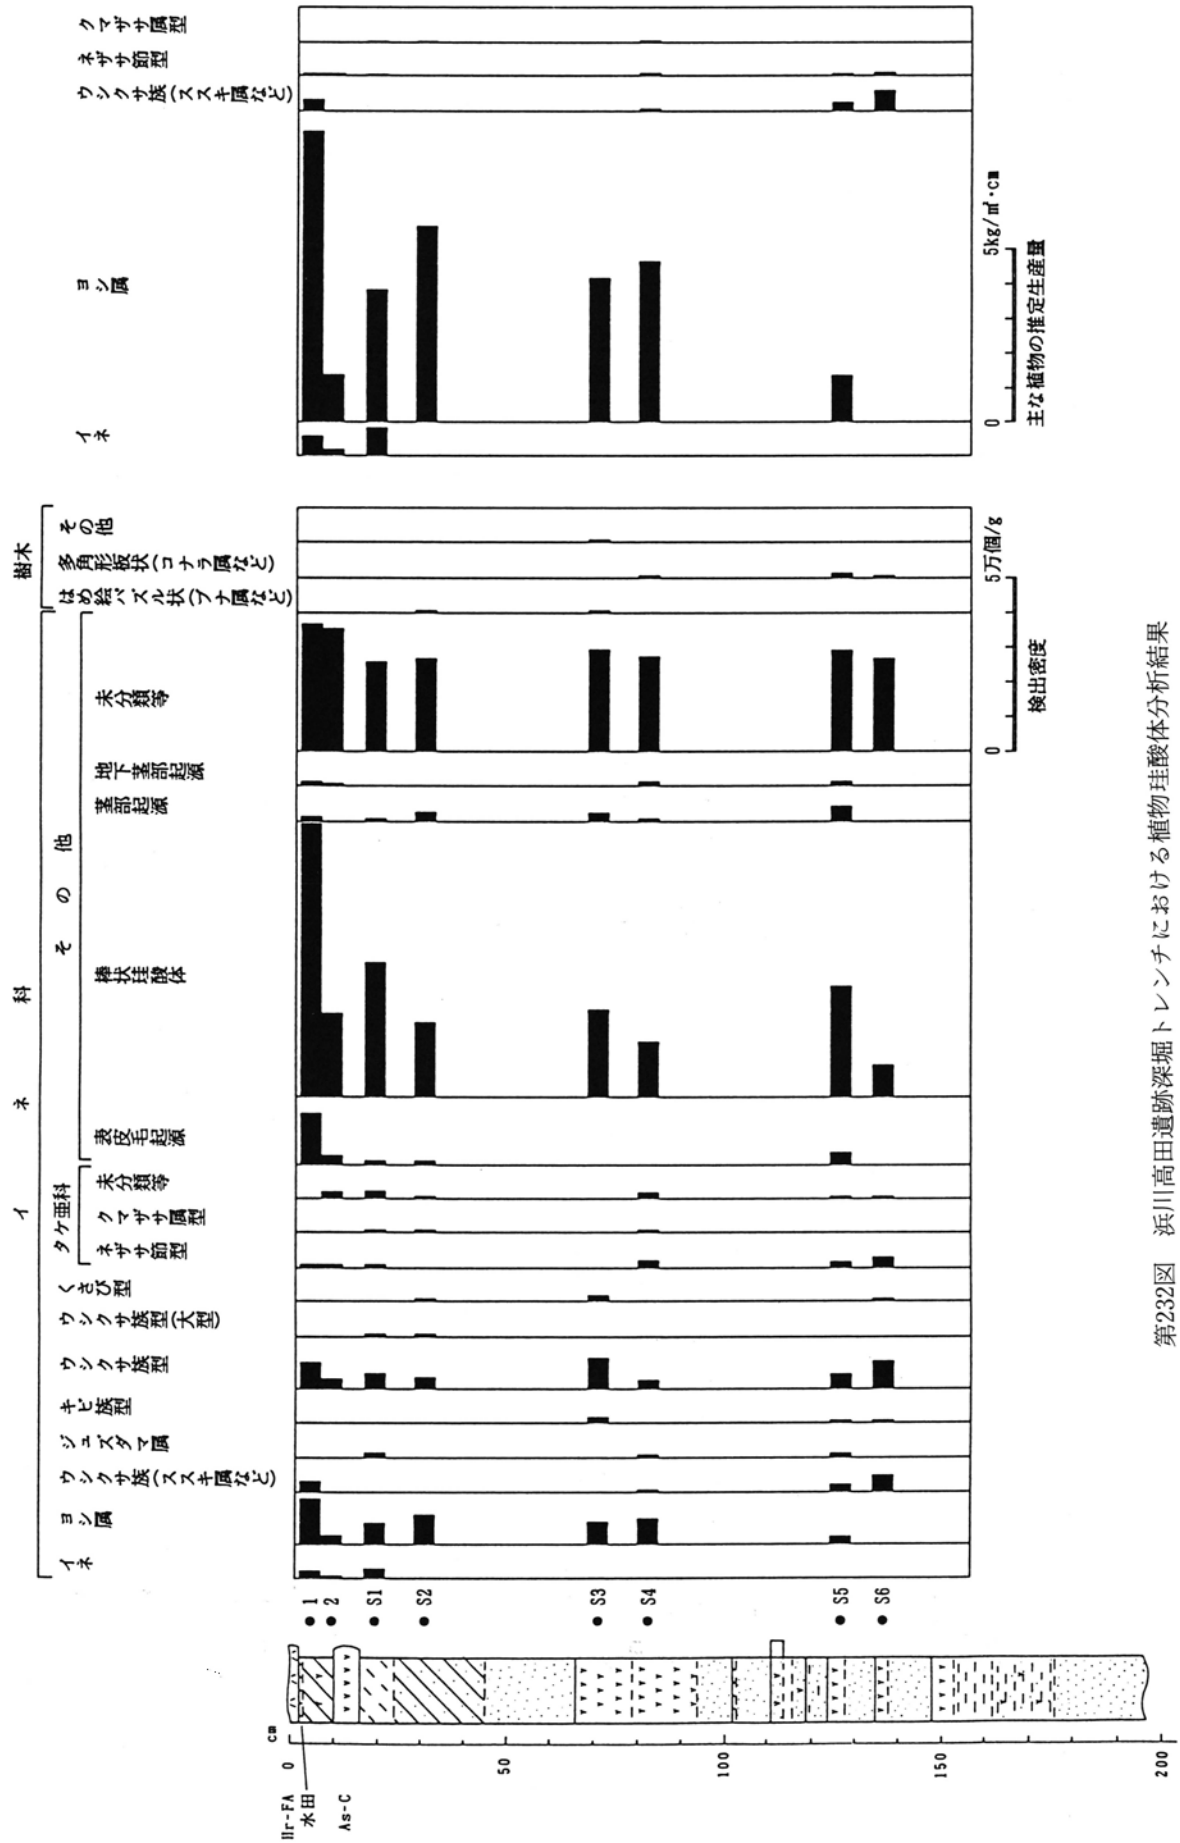 イネ科
イネ
ヨシ属
ウシクサ族(ススキ属など)
ジュズダマ属
キビ族型
ウシクサ族型
ウシクサ族型(大型)
くさび型
タケ亜科
ネザサ節型
クマザサ属型
未分類等
その他
表皮毛起源
棒状珪酸体
茎部起源
地下茎部起源
未分類等
樹木
はめ絵パズル状(ブナ属など)
多角形板状(コナラ属など)
その他
イネ
ヨシ属
ウシクサ族(ススキ属など)
ネザサ節型
クマザサ属型
Hr-FA
水田
As-C
cm
0
50
100
150
200
1
2
S1
S2
S3
S4
S5
S6
0
5万個/g
検出密度
0
5kg/㎡・cm
主な植物の推定生産量
第232図 浜川高田遺跡深堀トレンチにおける植物珪酸体分析結果